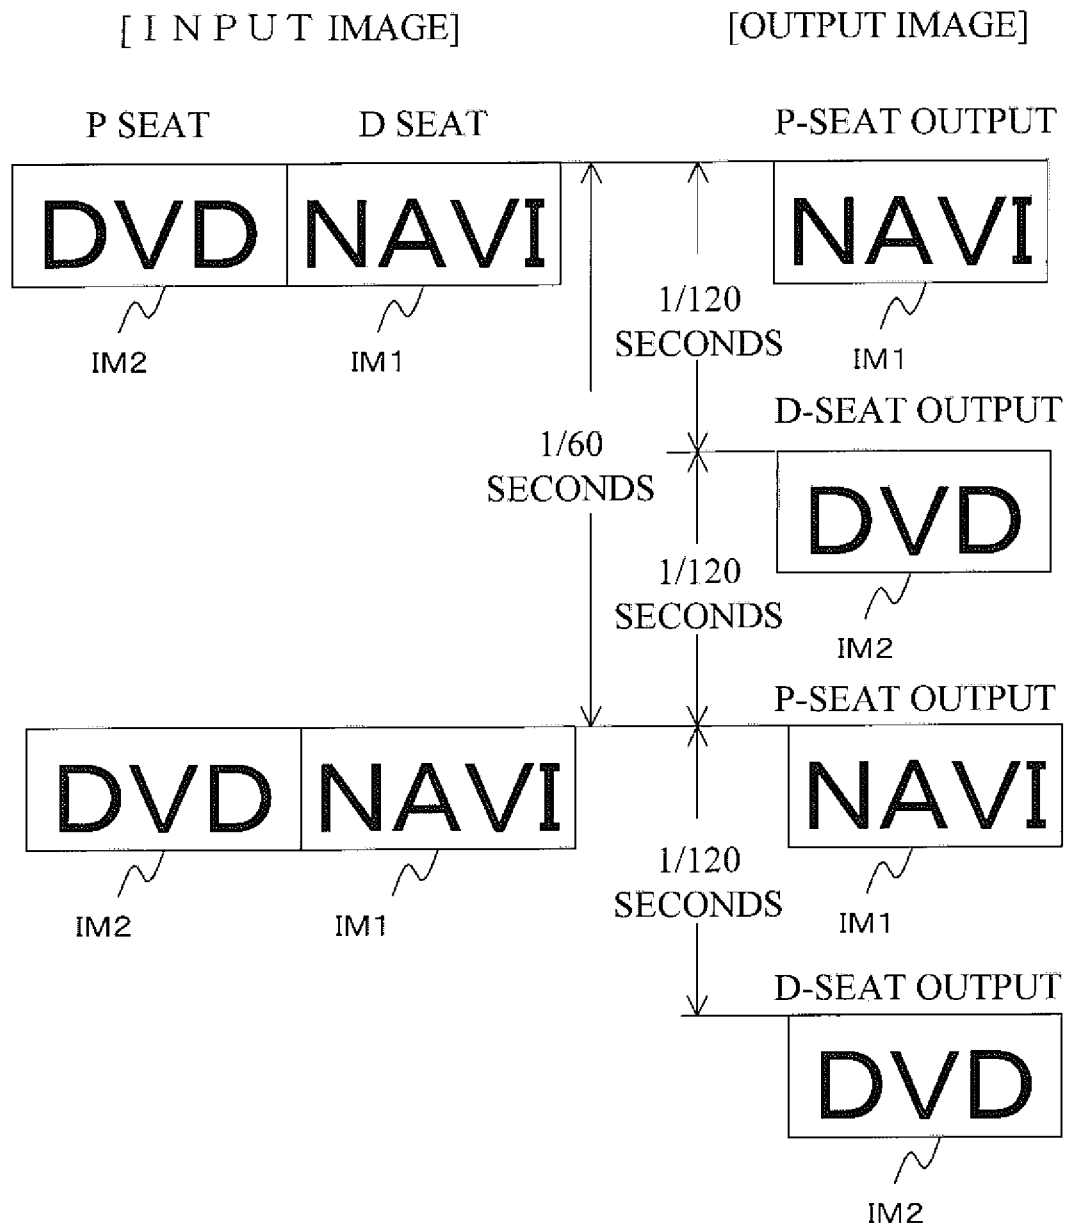 [ I N P U T IMAGE]
[OUTPUT IMAGE]
P SEAT
D SEAT
P-SEAT OUTPUT
DVD
NAVI
NAVI
IM2
IM1
1/120
SECONDS
IM1
D-SEAT OUTPUT
1/60
SECONDS
DVD
1/120
SECONDS
IM2
P-SEAT OUTPUT
DVD
NAVI
NAVI
IM2
IM1
1/120
SECONDS
IM1
D-SEAT OUTPUT
DVD
IM2